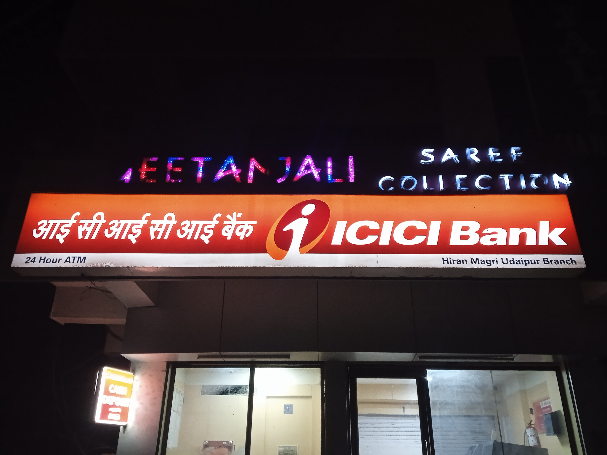 EETANJALI
SAREE
COLLECTION
आई सी आई सी आई बैंक ICICI Bank
24 Hour ATM Hiran Magri Udaipur Branch